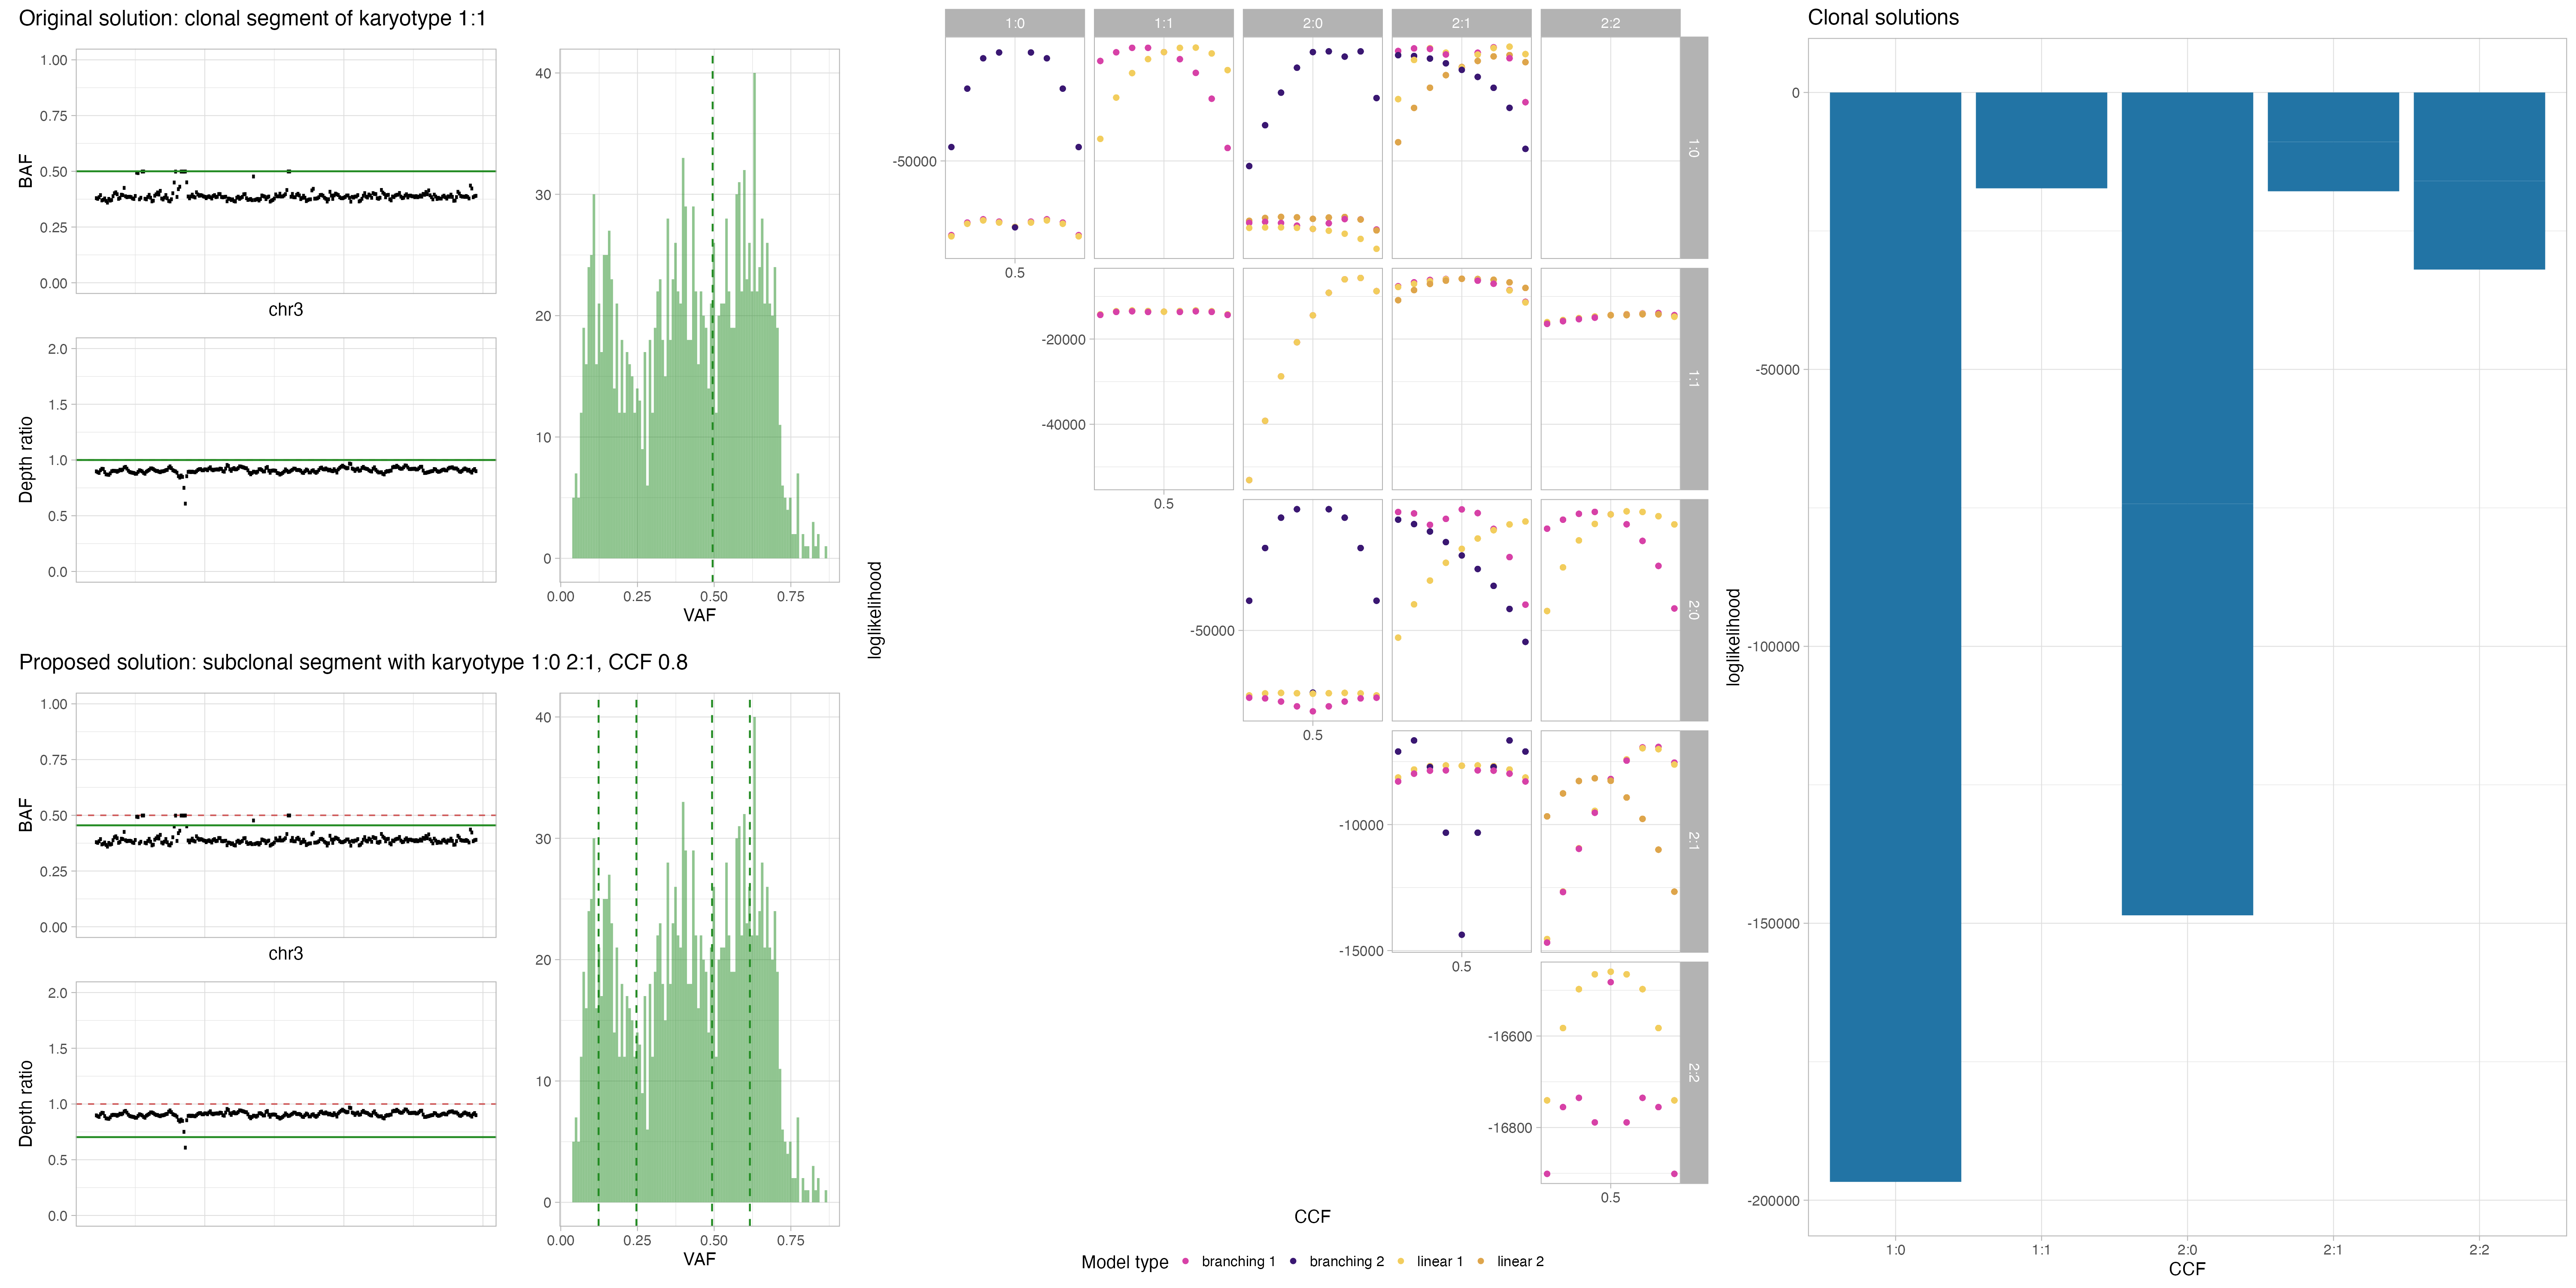 Original solution: clonal segment of karyotype 1:1
1.00
0.75
0.50
0.25
0.00
BAF
chr3
2.0
1.5
1.0
0.5
0.0
Depth ratio
40
30
20
10
0
0.00 0.25 0.50 0.75
VAF
Proposed solution: subclonal segment with karyotype 1:0 2:1, CCF 0.8
1.00
0.75
0.50
0.25
0.00
BAF
chr3
2.0
1.5
1.0
0.5
0.0
Depth ratio
40
30
20
10
0
0.00 0.25 0.50 0.75
VAF
loglikelihood
1:0 1:1 2:0 2:1 2:2
-50000
0.5
1:0
-20000
-40000
0.5
1:1
-50000
0.5
2:0
-10000
-15000
0.5
2:1
-16600
-16800
0.5
2:2
CCF
Model type branching 1 branching 2 linear 1 linear 2
Clonal solutions
loglikelihood
0
-50000
-100000
-150000
-200000
1:0 1:1 2:0 2:1 2:2
CCF